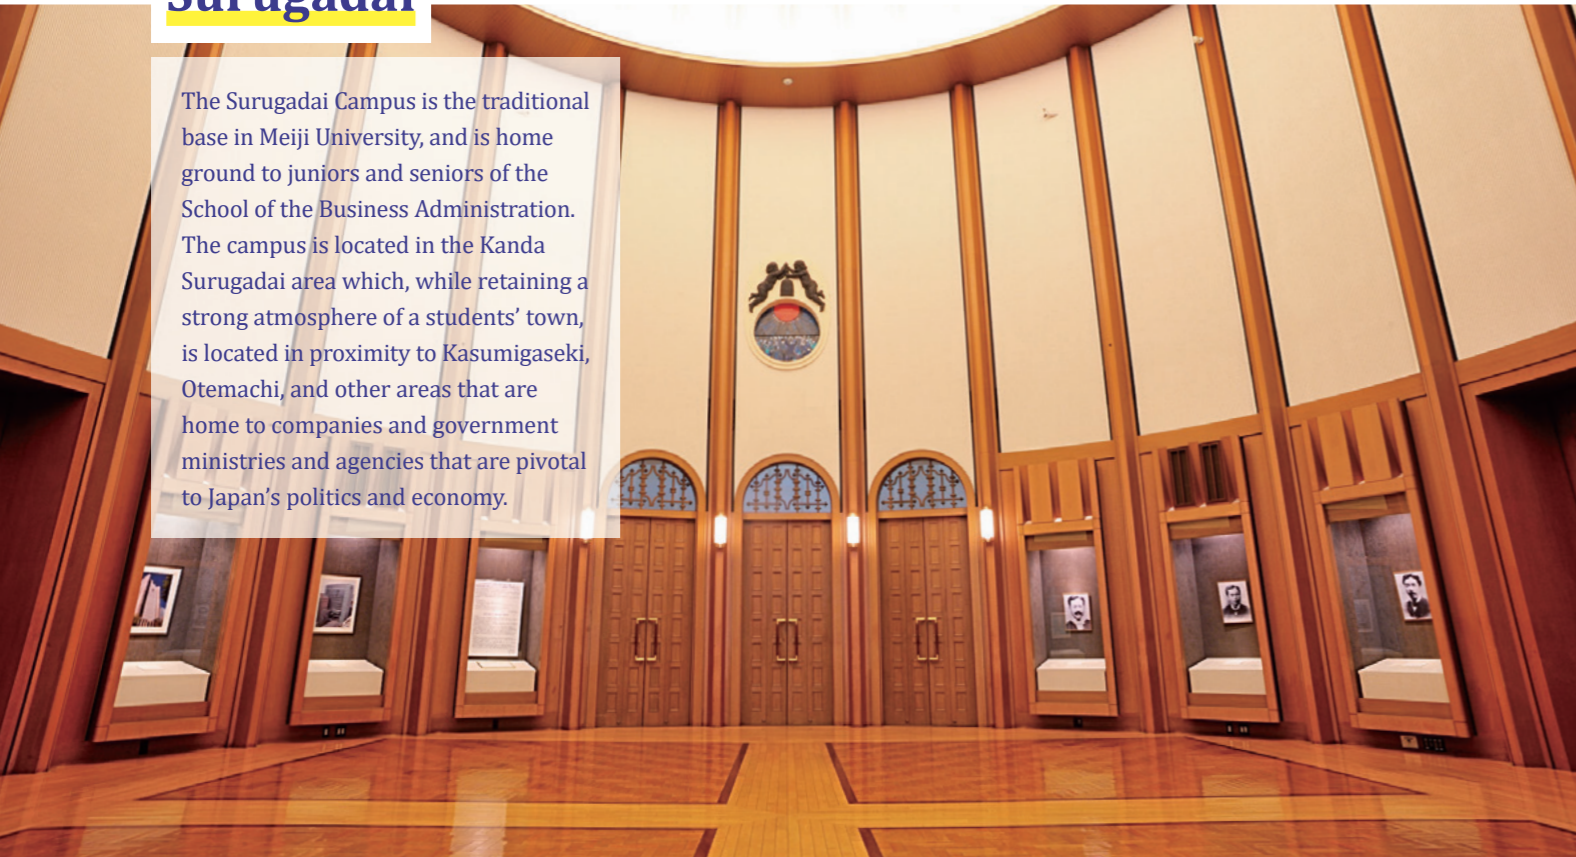 Surugadai
The Surugadai Campus is the traditional
base in Meiji University, and is home
ground to juniors and seniors of the
School of the Business Administration.
The campus is located in the Kanda
Surugadai area which, while retaining a
strong atmosphere of a students’ town,
is located in proximity to Kasumigaseki,
Otemachi, and other areas that are
home to companies and government
ministries and agencies that are pivotal
to Japan’s politics and economy.